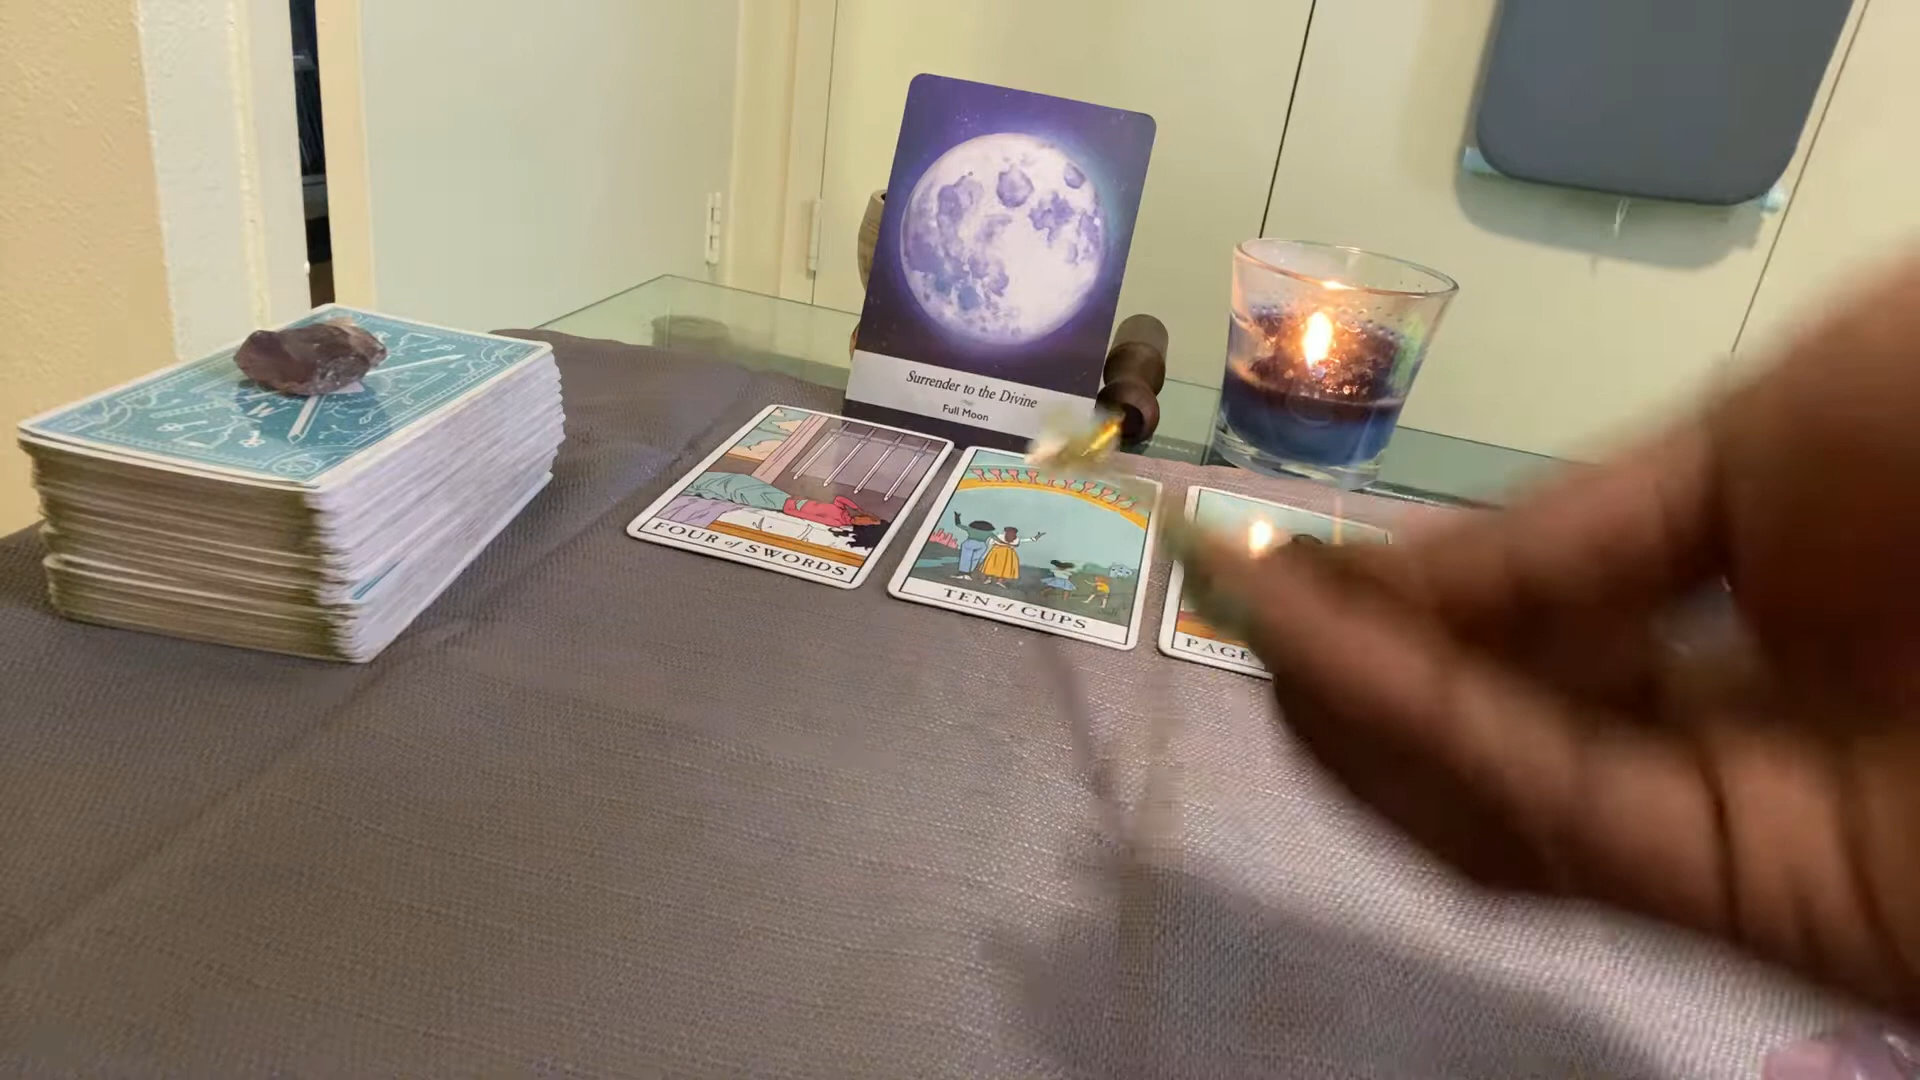 Surrender to the Divine
Full Moon
FOUR of SWORDS
TEN of CUPS
PAGE